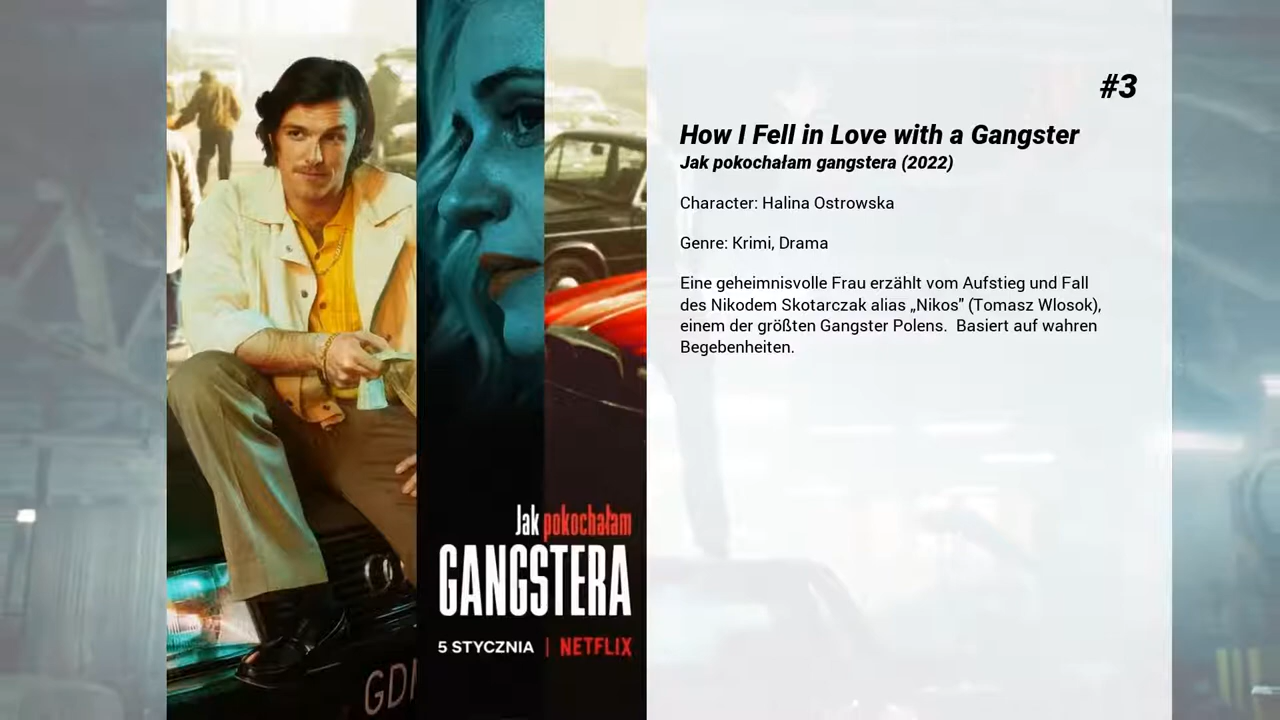 #3
How I Fell in Love with a Gangster
Jak pokochałam gangstera (2022)
Character: Halina Ostrowska
Genre: Krimi, Drama
Eine geheimnisvolle Frau erzählt vom Aufstieg und Fall
des Nikodem Skotarczak alias „Nikos” (Tomasz Wlosok),
einem der größten Gangster Polens.  Basiert auf wahren
Begebenheiten.
Jak pokochałam
GANGSTERA
5 STYCZNIA | NETFLIX
GD